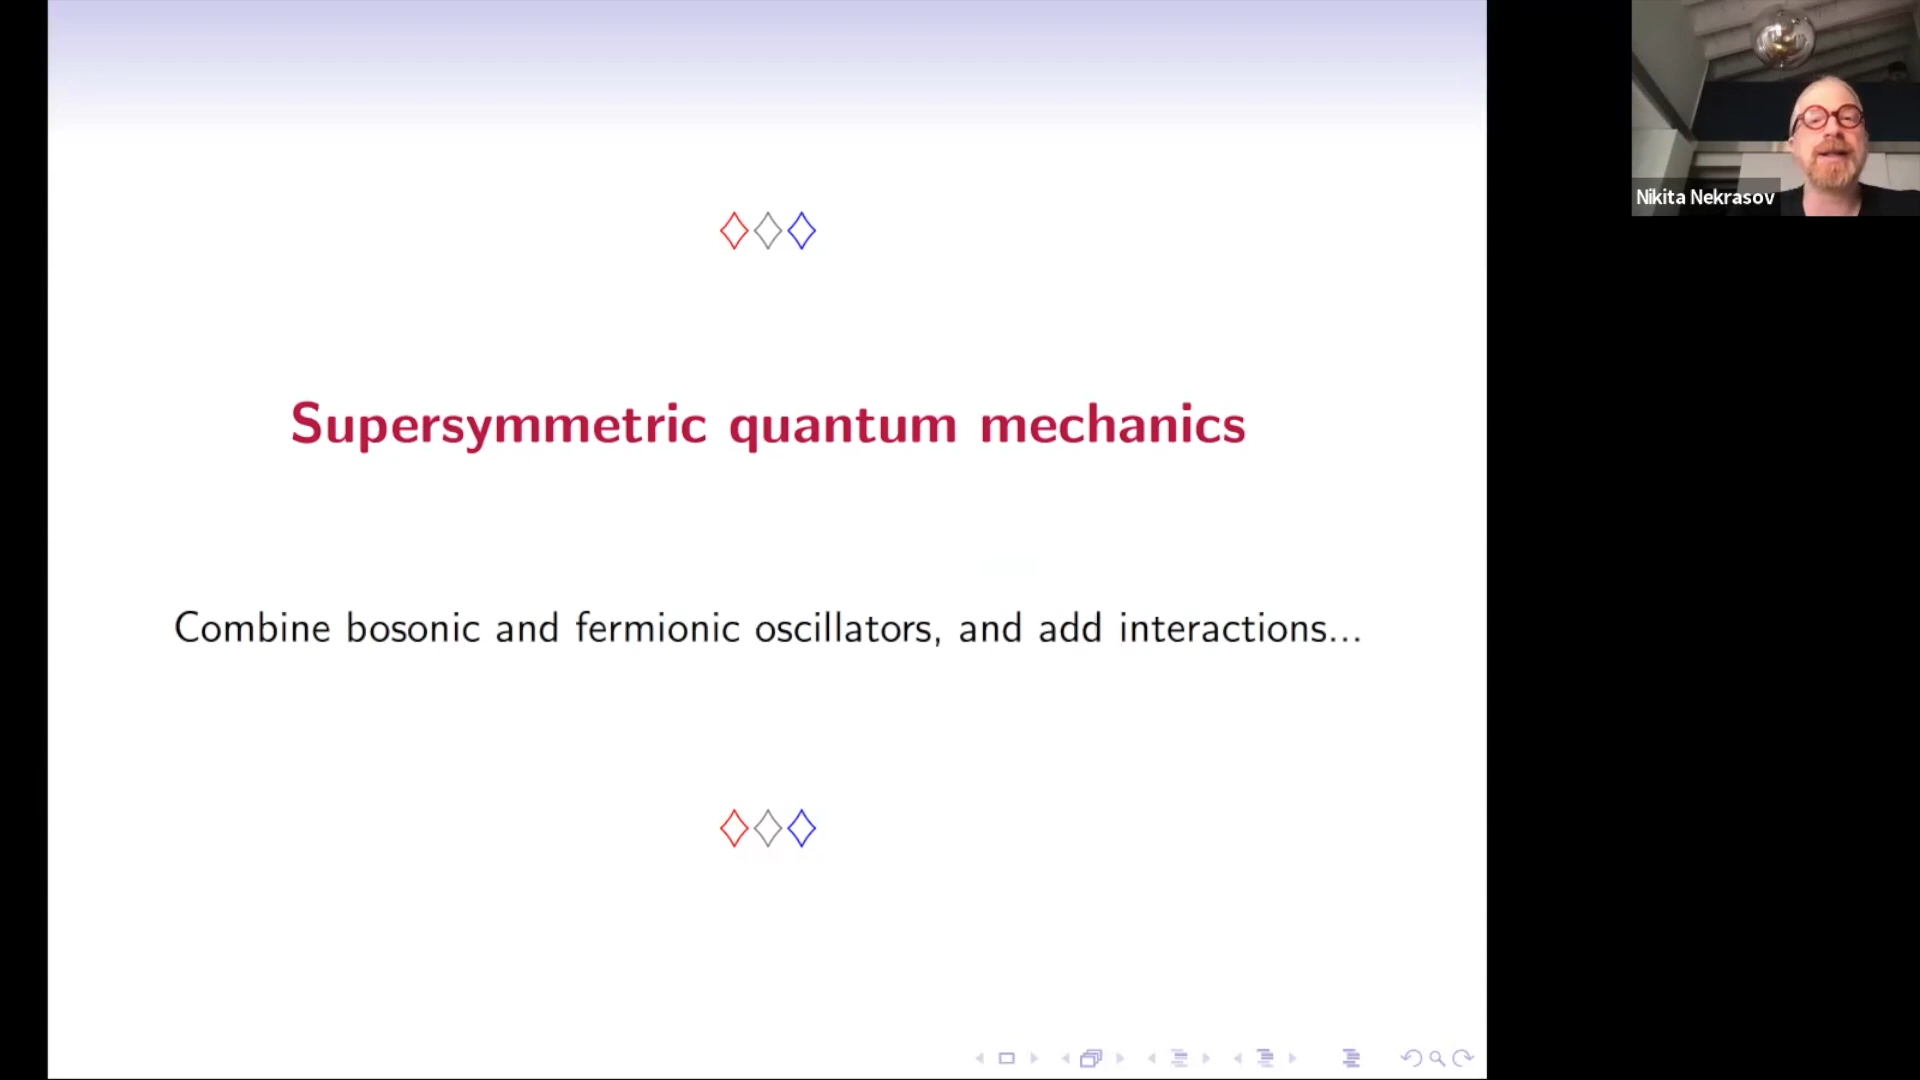 Supersymmetric quantum mechanics
Combine bosonic and fermionic oscillators, and add interactions...
Nikita Nekrasov